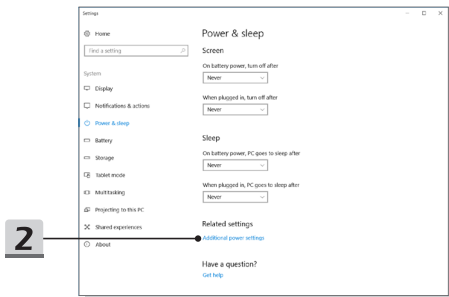 Settings
Home
Find a setting
System
Display
Notifications & actions
Power & sleep
Battery
Storage
Tablet mode
Multitasking
Projecting to this PC
Shared experiences
About
Power & sleep
Screen
On battery power, turn off after
Never
When plugged in, turn off after
Never
Sleep
On battery power, PC goes to sleep after
Never
When plugged in, PC goes to sleep after
Never
Related settings
Additional power settings
Have a question?
Get help
2